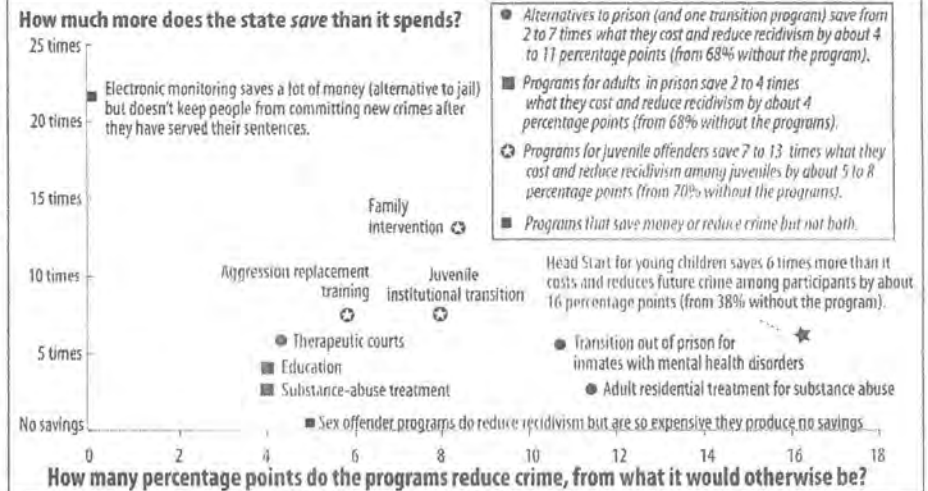 How much more does the state save than it spends?
25 times
20 times
15 times
10 times
5 times
No savings
Electronic monitoring saves a lot of money (alternative to jail)
but doesn't keep people from committing new crimes after
they have served their sentences.
Alternatives to prison (and one transition program) save from
2 to 7 times what they cost and reduce recidivism by about 4
to 11 percentage points (from 68% without the program).
Programs for adults in prison save 2 to 4 times
what they cost and reduce recidivism by about 4
percentage points (from 68% without the programs).
Programs for juvenile offenders save 7 to 13 times what they
cost and reduce recidivism among juveniles by about 5 to 8
percentage points (from 70% without the programs).
Programs that save money or reduce crime but not both.
Family
intervention
Aggression replacement
training
Juvenile
institutional transition
Head Start for young children saves 6 times more than it
costs and reduces future crime among participants by about
16 percentage points (from 38% without the program).
Therapeutic courts
Education
Substance-abuse treatment
Transition out of prison for
inmates with mental health disorders
Adult residential treatment for substance abuse
Sex offender programs do reduce recidivism but are so expensive they produce no savings
0 2 4 6 8 10 12 14 16 18
How many percentage points do the programs reduce crime, from what it would otherwise be?